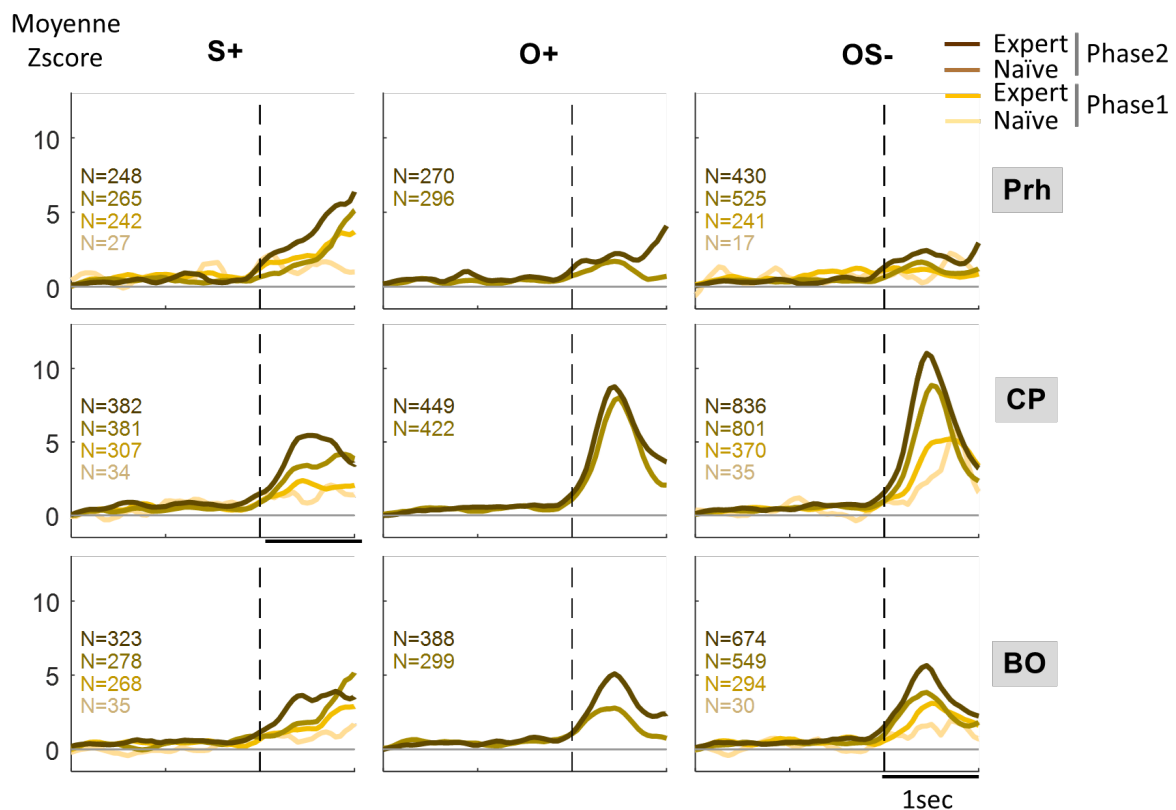 Moyenne
Zscore
S+
O+
OS-
Expert
Naïve
Phase2
Expert
Naïve
Phase1
10
5
0
N=248
N=265
N=242
N=27
N=270
N=296
N=430
N=525
N=241
N=17
Prh
10
5
0
N=382
N=381
N=307
N=34
N=449
N=422
N=836
N=801
N=370
N=35
CP
10
5
0
N=323
N=278
N=268
N=35
N=388
N=299
N=674
N=549
N=294
N=30
BO
1sec